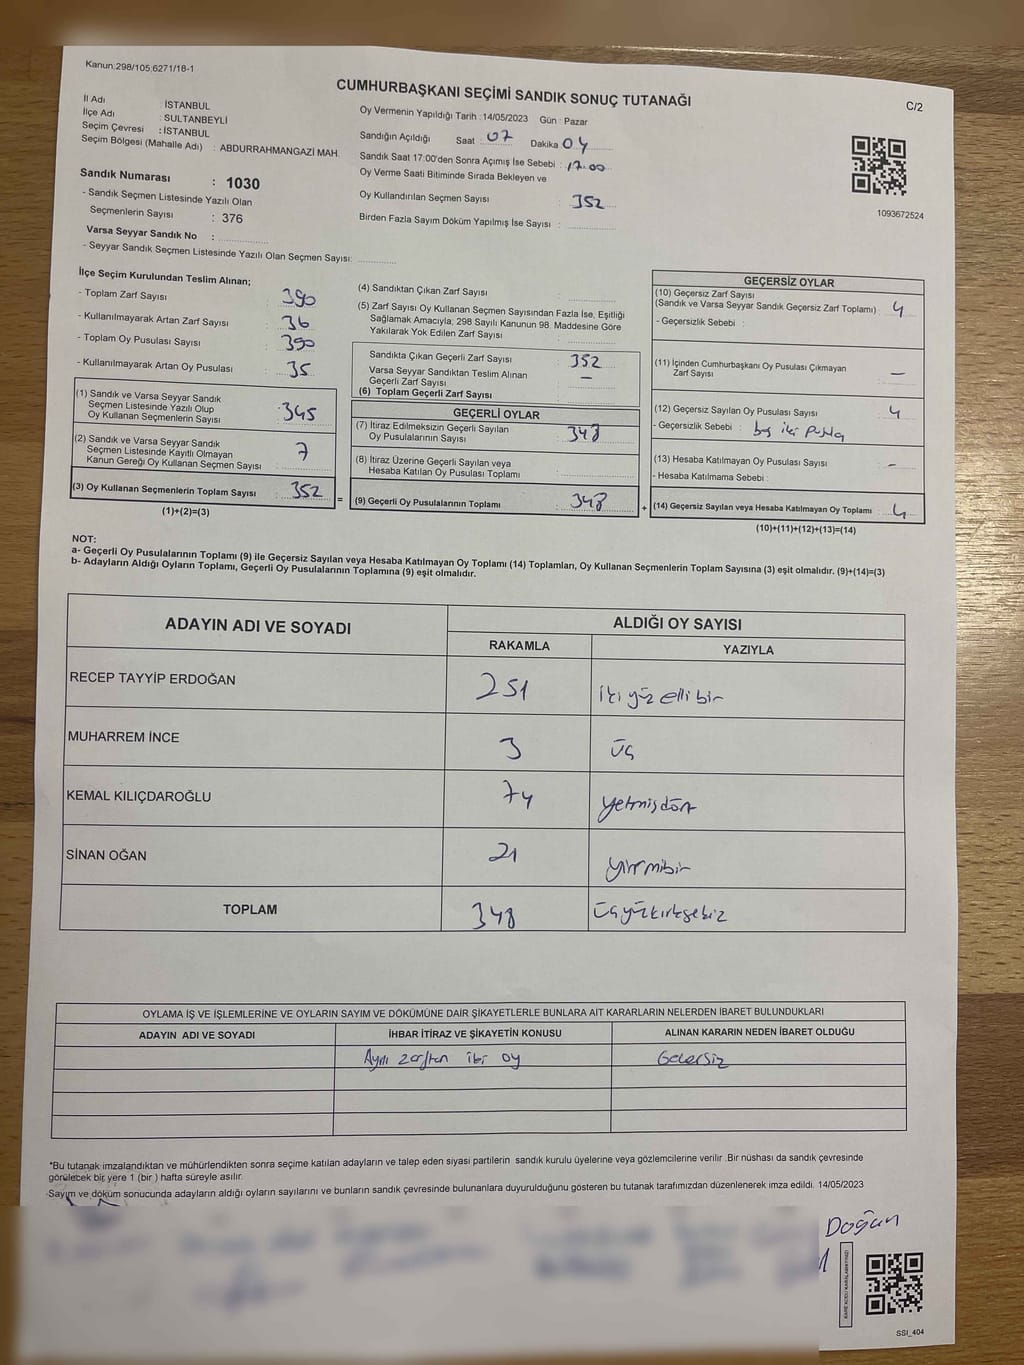 Kanun:298/105;6271/18-1
CUMHURBAŞKANI SEÇİMİ SANDIK SONUÇ TUTANAĞI
C/2
İl Adı : İSTANBUL
İlçe Adı : SULTANBEYLİ
Seçim Çevresi : İSTANBUL
Seçim Bölgesi (Mahalle Adı) : ABDURRAHMANGAZİ MAH.
Sandık Numarası : 1030
- Sandık Seçmen Listesinde Yazılı Olan
Seçmenlerin Sayısı : 376
Varsa Seyyar Sandık No :
- Seyyar Sandık Seçmen Listesinde Yazılı Olan Seçmen Sayısı:
Oy Vermenin Yapıldığı Tarih :14/05/2023 Gün : Pazar
Sandığın Açıldığı Saat : 07 Dakika 04
Sandık Saat 17:00'den Sonra Açımış İse Sebebi : 17.00
Oy Verme Saati Bitiminde Sırada Bekleyen ve
Oy Kullandırılan Seçmen Sayısı : 352
Birden Fazla Sayım Döküm Yapılmış İse Sayısı :
1093672524
İlçe Seçim Kurulundan Teslim Alınan;
- Toplam Zarf Sayısı : 390
- Kullanılmayarak Artan Zarf Sayısı : 36
- Toplam Oy Pusulası Sayısı : 390
- Kullanılmayarak Artan Oy Pusulası : 35
(1) Sandık ve Varsa Seyyar Sandık
Seçmen Listesinde Yazılı Olup
Oy Kullanan Seçmenlerin Sayısı : 345
(2) Sandık ve Varsa Seyyar Sandık
Seçmen Listesinde Kayıtlı Olmayan
Kanun Gereği Oy Kullanan Seçmen Sayısı : 7
(3) Oy Kullanan Seçmenlerin Toplam Sayısı : 352
(1)+(2)=(3)
(4) Sandıktan Çıkan Zarf Sayısı :
(5) Zarf Sayısı Oy Kullanan Seçmen Sayısından Fazla İse, Eşitliği
Sağlamak Amacıyla; 298 Sayılı Kanunun 98. Maddesine Göre
Yakılarak Yok Edilen Zarf Sayısı :
Sandıkta Çıkan Geçerli Zarf Sayısı : 352
Varsa Seyyar Sandıktan Teslim Alınan
Geçerli Zarf Sayısı : –
(6) Toplam Geçerli Zarf Sayısı :
GEÇERLİ OYLAR
(7) İtiraz Edilmeksizin Geçerli Sayılan
Oy Pusulalarının Sayısı : 348
(8) İtiraz Üzerine Geçerli Sayılan veya
Hesaba Katılan Oy Pusulası Toplamı :
= (9) Geçerli Oy Pusulalarının Toplamı : 348
GEÇERSİZ OYLAR
(10) Geçersiz Zarf Sayısı
(Sandık ve Varsa Seyyar Sandık Geçersiz Zarf Toplamı) : 4
- Geçersizlik Sebebi :
(11) İçinden Cumhurbaşkanı Oy Pusulası Çıkmayan
Zarf Sayısı : –
(12) Geçersiz Sayılan Oy Pusulası Sayısı : 4
- Geçersizlik Sebebi : iki
(13) Hesaba Katılmayan Oy Pusulası Sayısı : –
- Hesaba Katılmama Sebebi :
+ (14) Geçersiz Sayılan veya Hesaba Katılmayan Oy Toplamı : 4
(10)+(11)+(12)+(13)=(14)
NOT:
a- Geçerli Oy Pusulalarının Toplamı (9) ile Geçersiz Sayılan veya Hesaba Katılmayan Oy Toplamı (14) Toplamları, Oy Kullanan Seçmenlerin Toplam Sayısına (3) eşit olmalıdır. (9)+(14)=(3)
b- Adayların Aldığı Oyların Toplamı, Geçerli Oy Pusulalarının Toplamına (9) eşit olmalıdır.
ADAYIN ADI VE SOYADI
ALDIĞI OY SAYISI
RAKAMLA YAZIYLA
RECEP TAYYİP ERDOĞAN 251 iki yüz elli bir
MUHARREM İNCE 3 üç
KEMAL KILIÇDAROĞLU 74 yetmişdört
SİNAN OĞAN 21 yirmibir
TOPLAM 348 üçyüzkırksekiz
OYLAMA İŞ VE İŞLEMLERİNE VE OYLARIN SAYIM VE DÖKÜMÜNE DAİR ŞİKAYETLERLE BUNLARA AİT KARARLARIN NELERDEN İBARET BULUNDUKLARI
ADAYIN ADI VE SOYADI İHBAR İTİRAZ VE ŞİKAYETİN KONUSU ALINAN KARARIN NEDEN İBARET OLDUĞU
Aynı zarftan iki oy Gecersiz
*Bu tutanak imzalandıktan ve mühürlendikten sonra seçime katılan adayların ve talep eden siyasi partilerin sandık kurulu üyelerine veya gözlemcilerine verilir .Bir nüshası da sandık çevresinde
görülecek bir yere 1 (bir ) hafta süreyle asılır.
Sayım ve döküm sonucunda adayların aldığı oyların sayılarını ve bunların sandık çevresinde bulunanlara duyurulduğunu gösteren bu tutanak tarafımızdan düzenlenerek imza edildi. 14/05/2023
Doğan
SSI_404